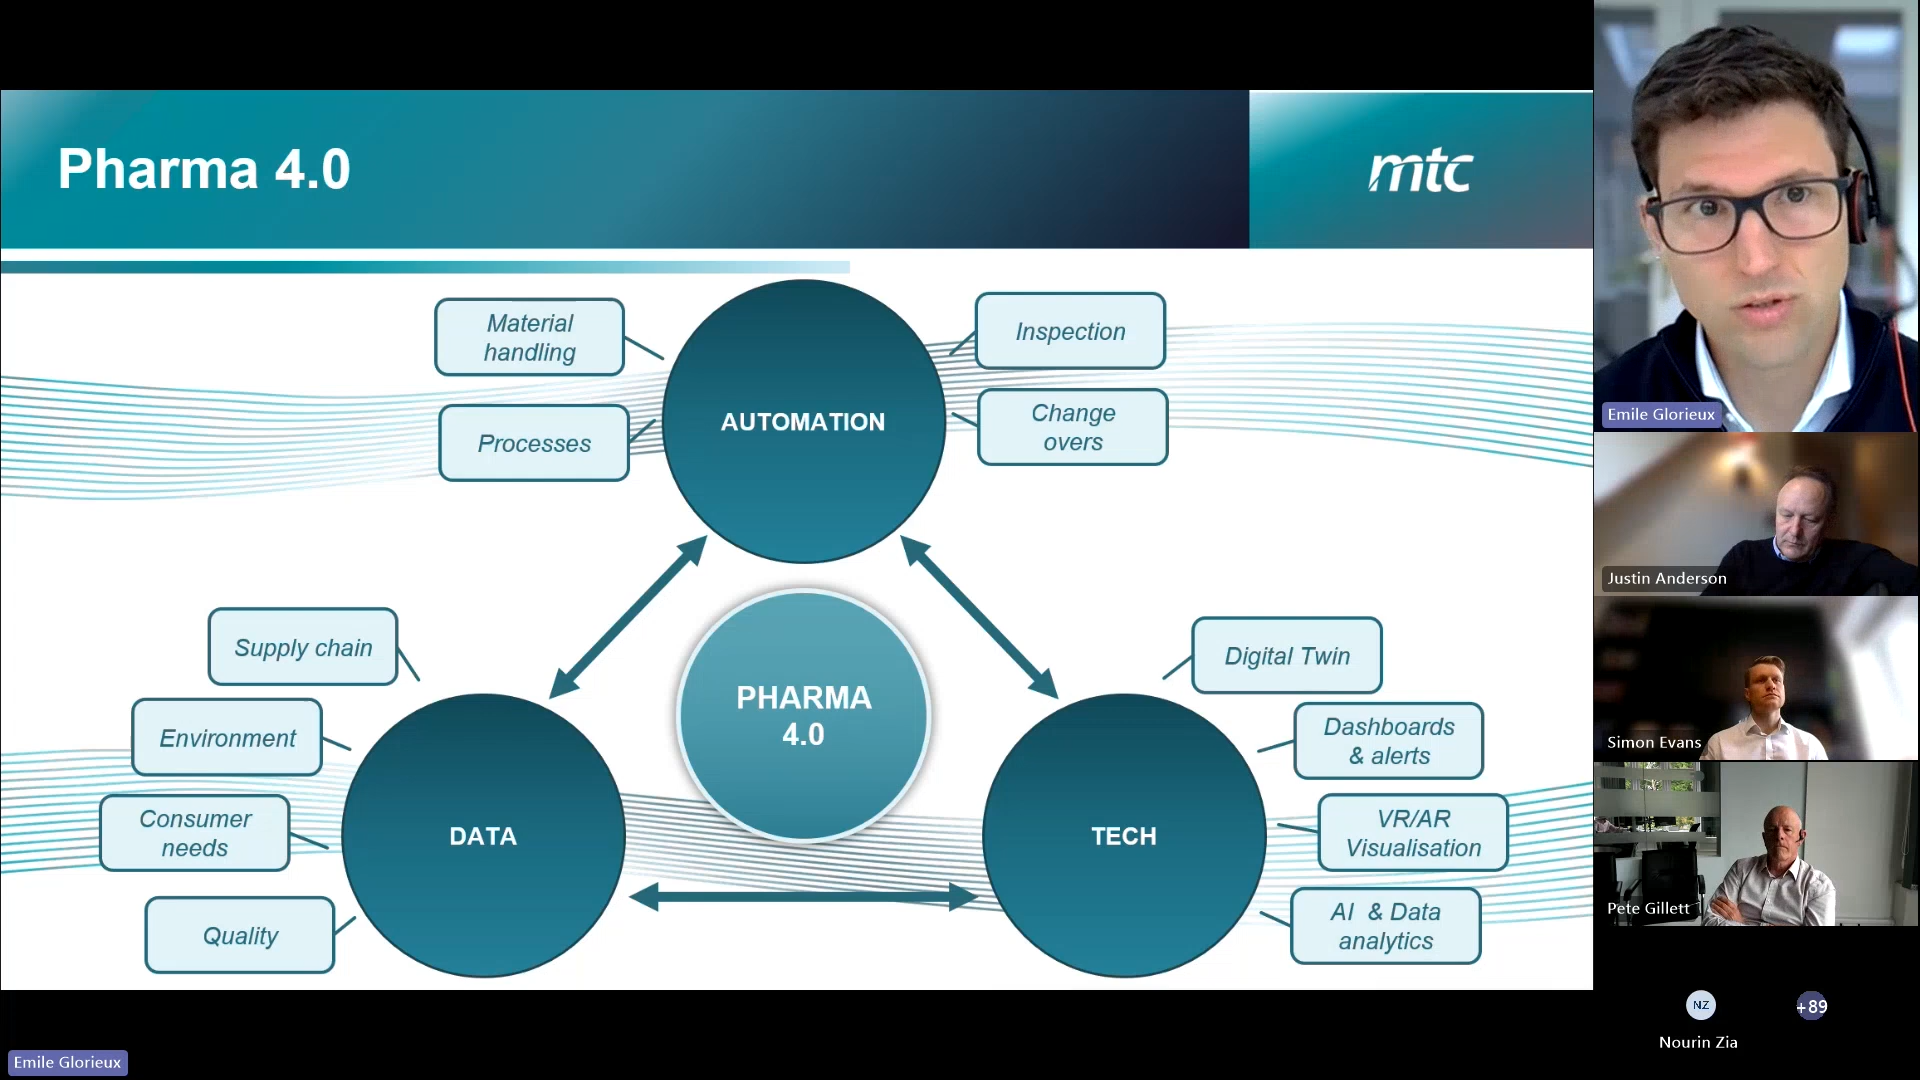 Pharma 4.0
mtc
Material
handling
Processes
AUTOMATION
Inspection
Change
overs
Supply chain
Environment
Consumer
needs
Quality
DATA
PHARMA
4.0
TECH
Digital Twin
Dashboards
& alerts
VR/AR
Visualisation
AI & Data
analytics
Emile Glorieux
Justin Anderson
Simon Evans
Pete Gillett
NZ
+89
Nourin Zia
Emile Glorieux